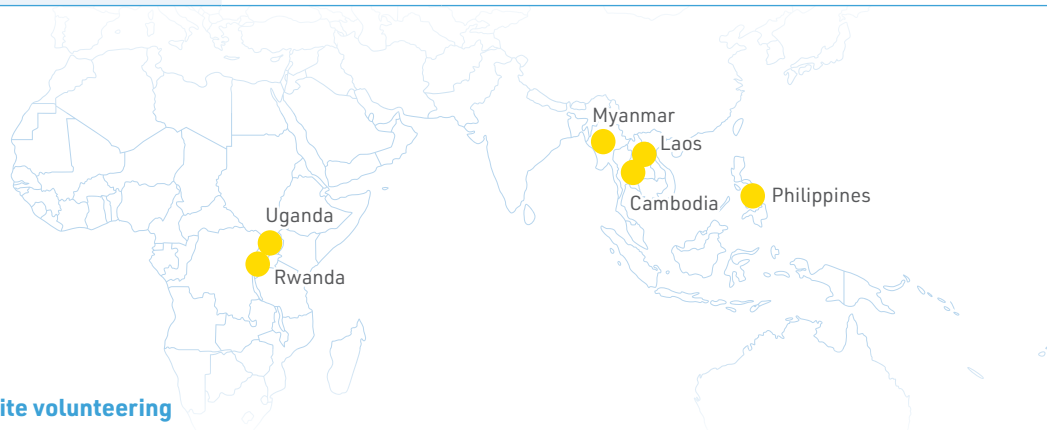 Myanmar
Laos
Cambodia
Philippines
Uganda
Rwanda
ite volunteering